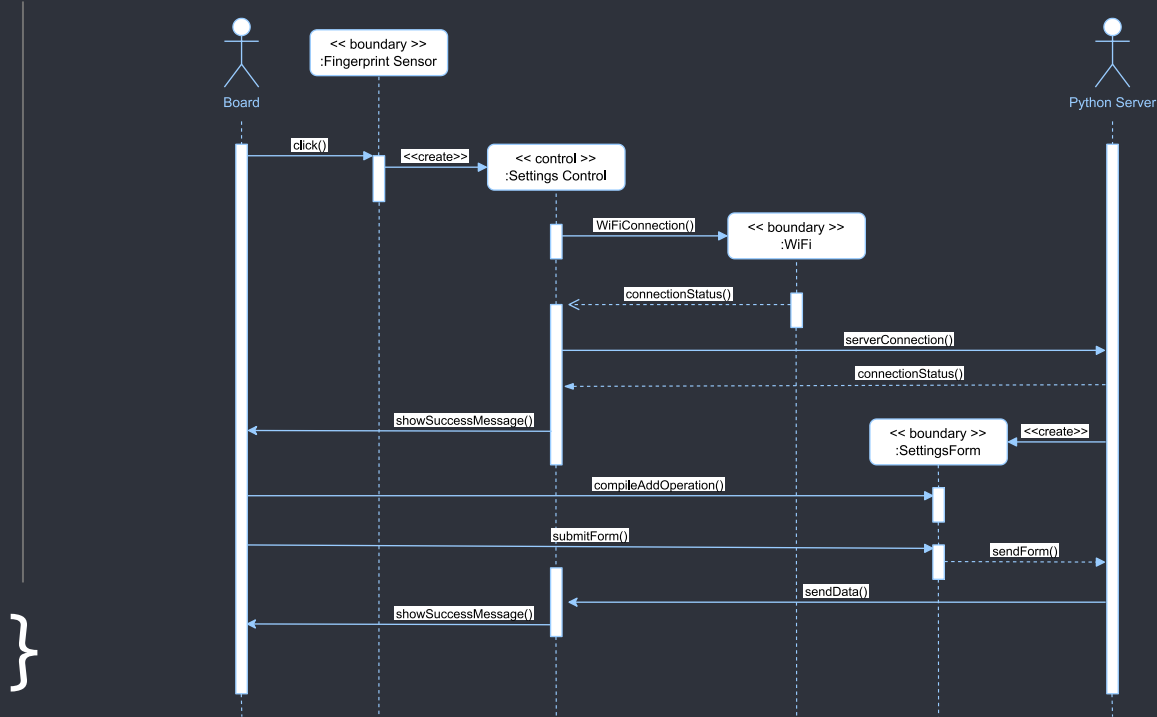 << boundary >>
:Fingerprint Sensor
Board
Python Server
click()
<<create>>
<< control >>
:Settings Control
WiFiConnection()
<< boundary >>
:WiFi
connectionStatus()
serverConnection()
connectionStatus()
showSuccessMessage()
<< boundary >>
:SettingsForm
<<create>>
compileAddOperation()
submitForm()
sendForm()
sendData()
showSuccessMessage()
}